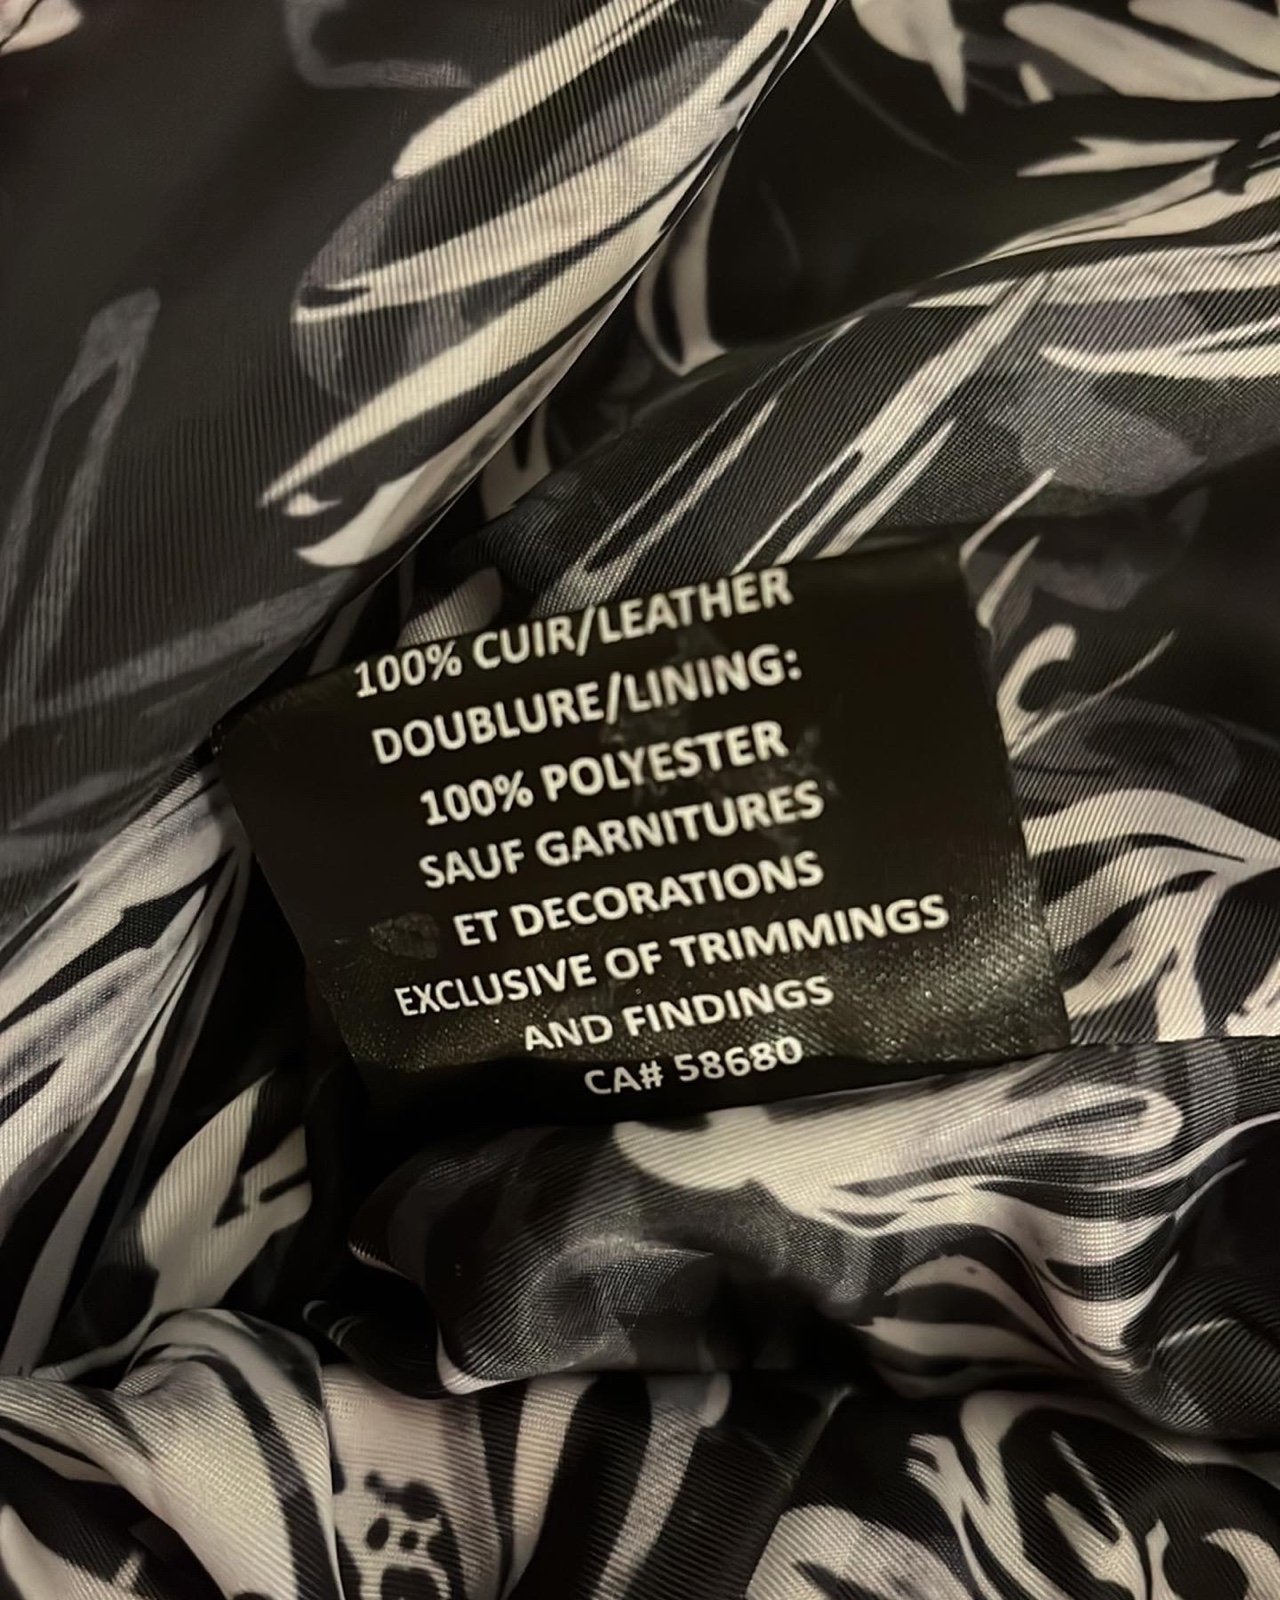 100% CUIR/LEATHER
DOUBLURE/LINING:
100% POLYESTER
SAUF GARNITURES
ET DECORATIONS
EXCLUSIVE OF TRIMMINGS
AND FINDINGS
CA# 58680